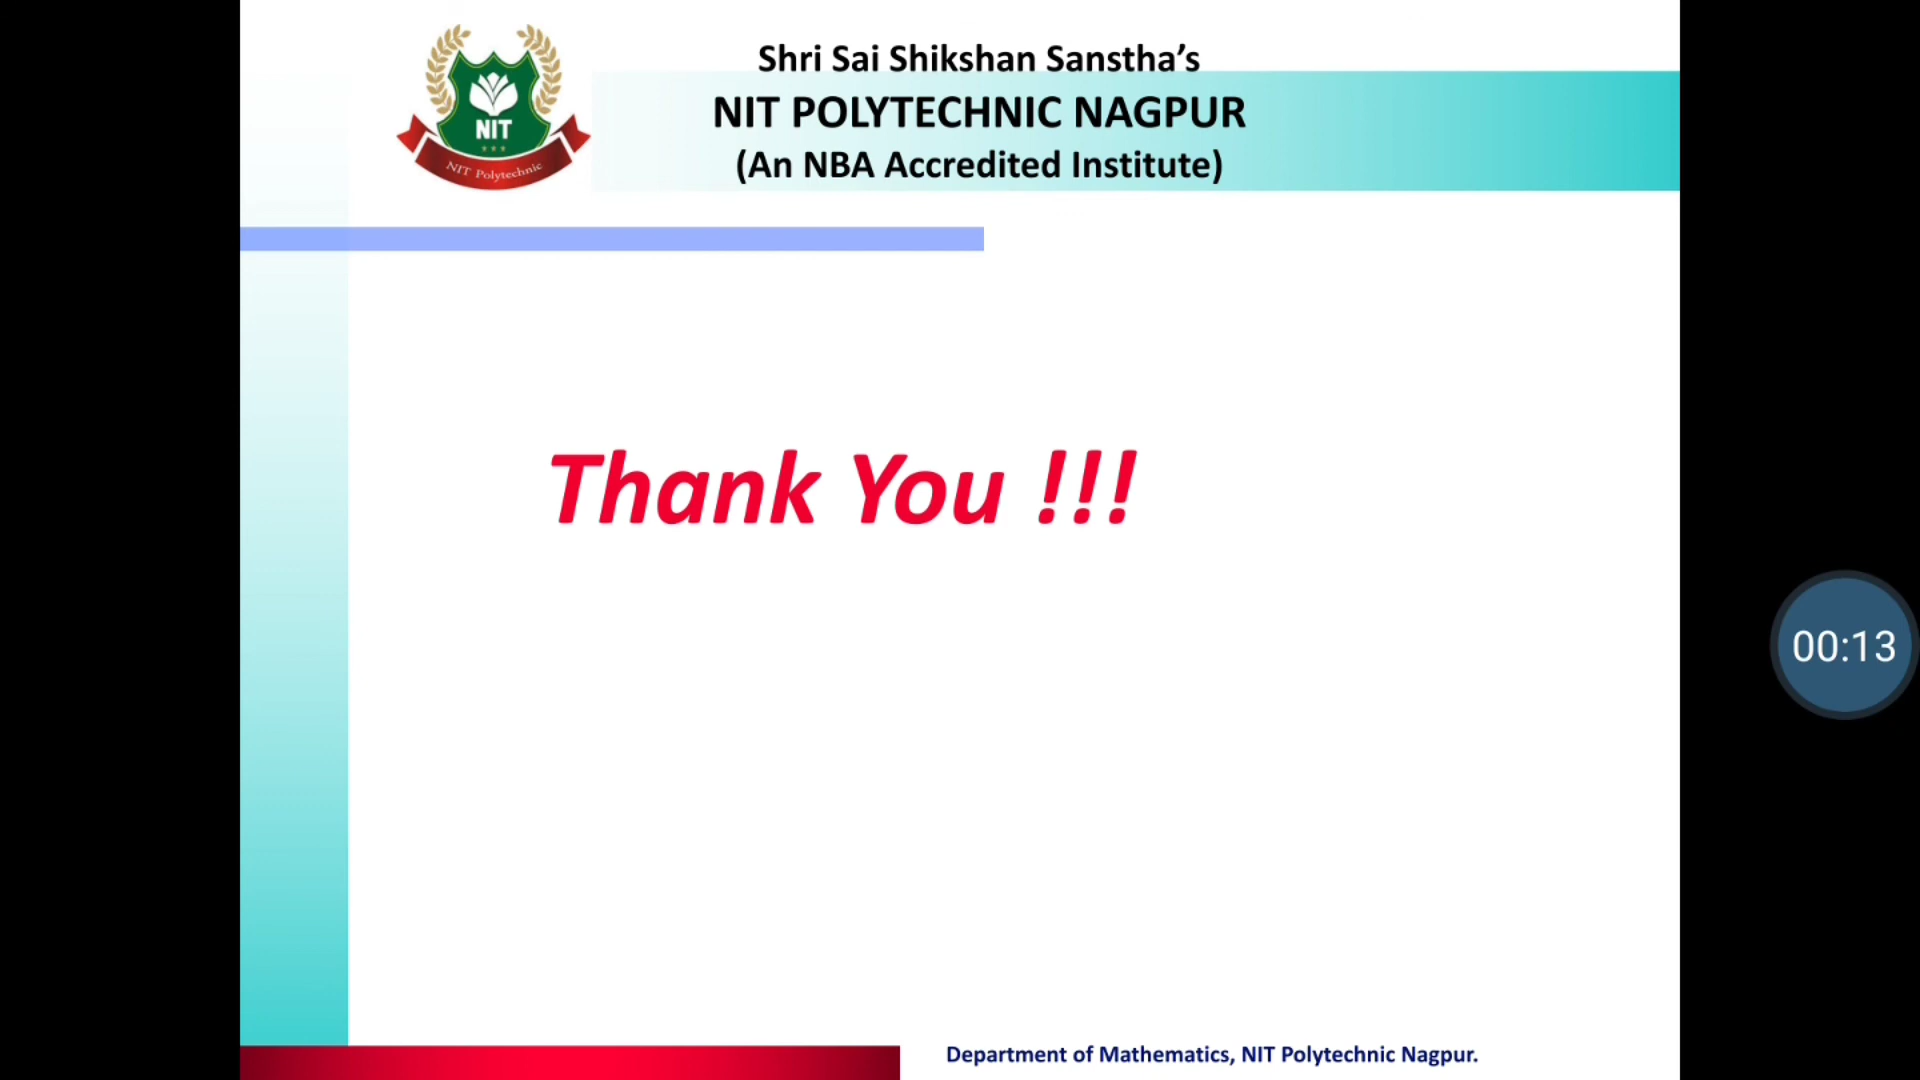 Shri Sai Shikshan Sanstha’s
NIT POLYTECHNIC NAGPUR
(An NBA Accredited Institute)
NIT
NIT Polytechnic
Thank You !!!
00:13
Department of Mathematics, NIT Polytechnic Nagpur.